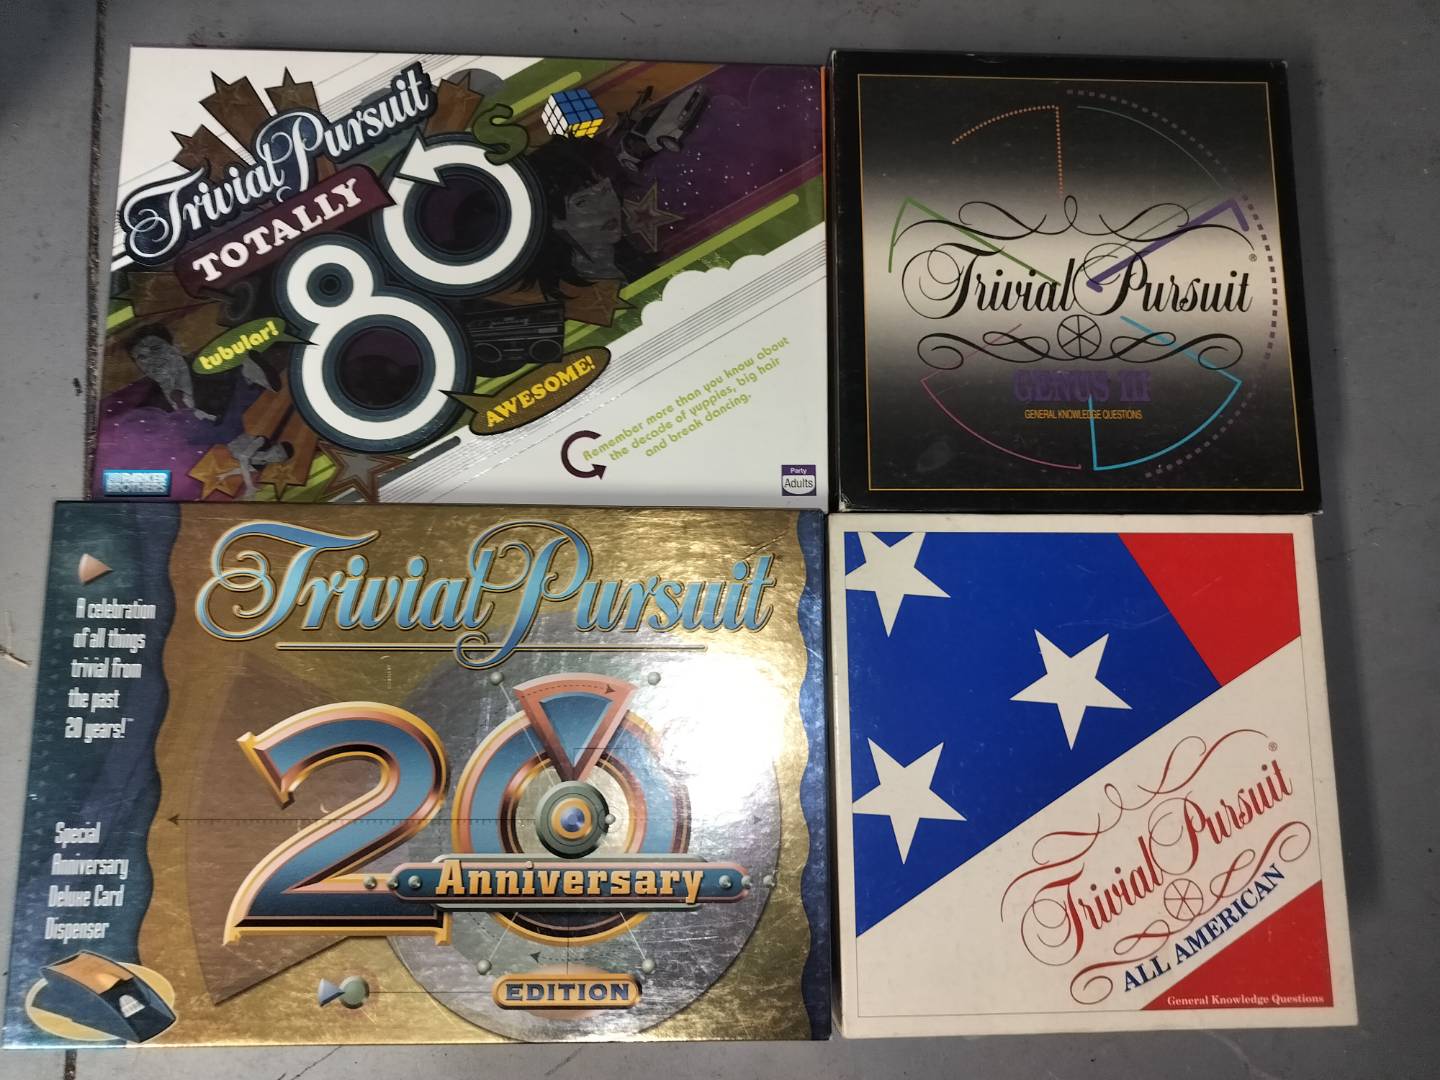 Trivial Pursuit
TOTALLY
80s
tubular!
AWESOME!
Remember more than you know about
the decade of yuppies, big hair
and break dancing.
PARKER
BROTHERS
Party
Adults
Trivial Pursuit
®
GENUS III
GENERAL KNOWLEDGE QUESTIONS
Trivial Pursuit
A celebration
of all things
trivial from
the past
20 years!™
20
Anniversary
EDITION
Special
Anniversary
Deluxe Card
Dispenser
Trivial Pursuit
®
ALL AMERICAN
General Knowledge Questions